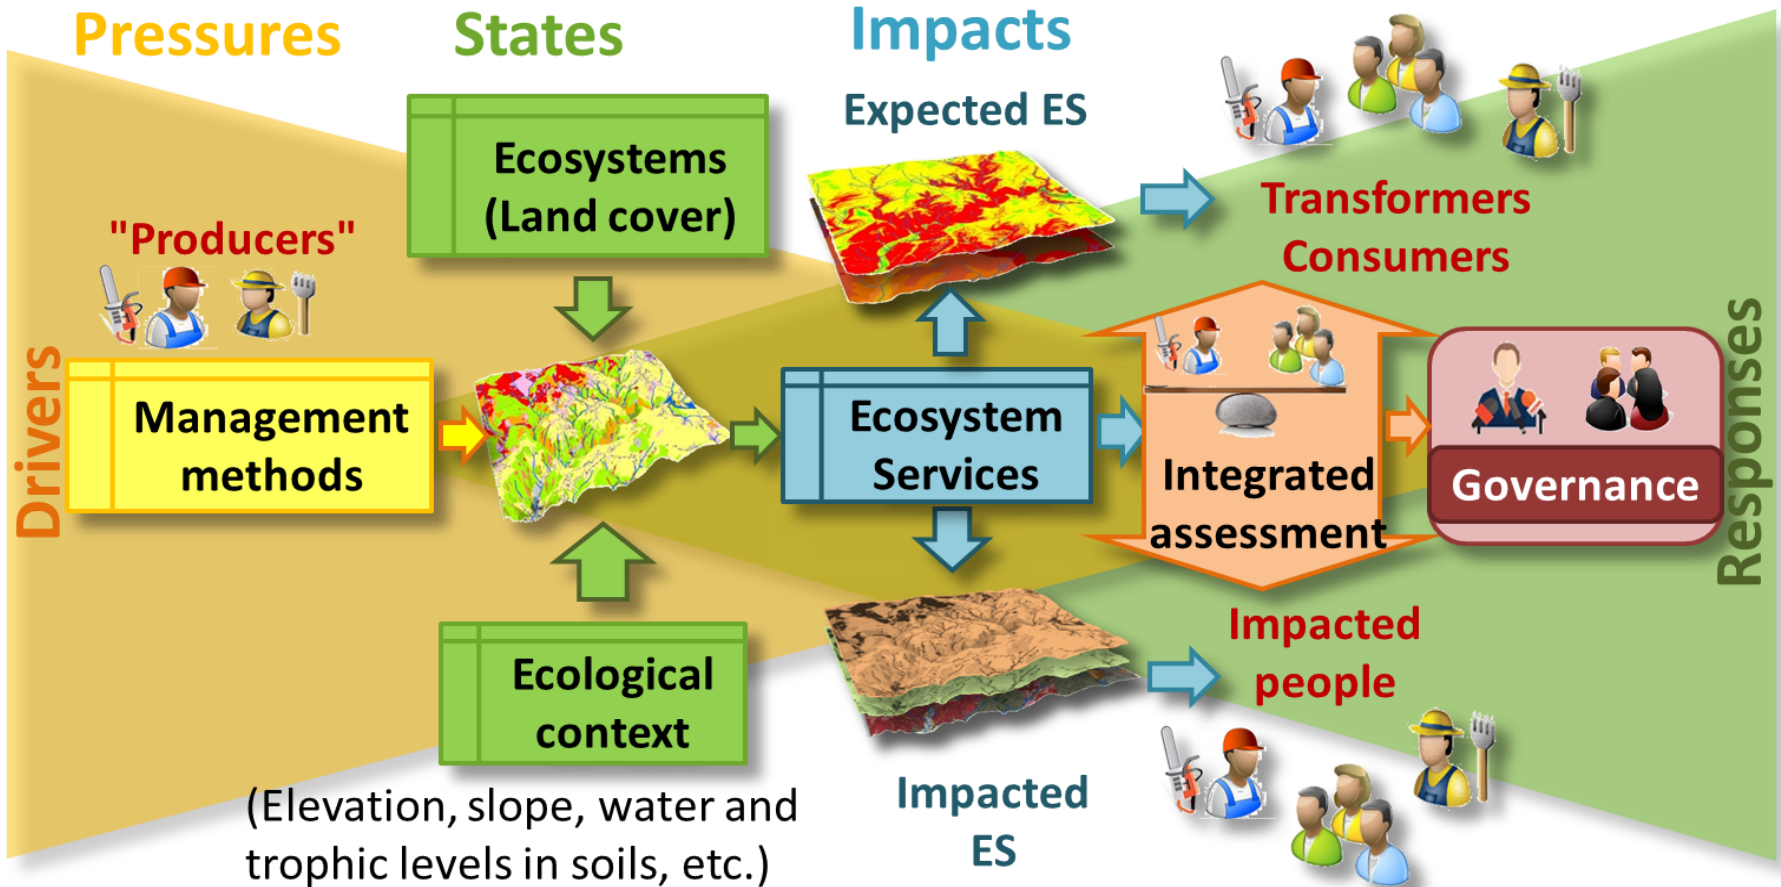 Pressures
States
Impacts
Expected ES
Ecosystems
(Land cover)
"Producers"
Transformers
Consumers
Drivers
Management
methods
Ecosystem
Services
Integrated
assessment
Governance
Responses
Ecological
context
(Elevation, slope, water and
trophic levels in soils, etc.)
Impacted
ES
Impacted
people